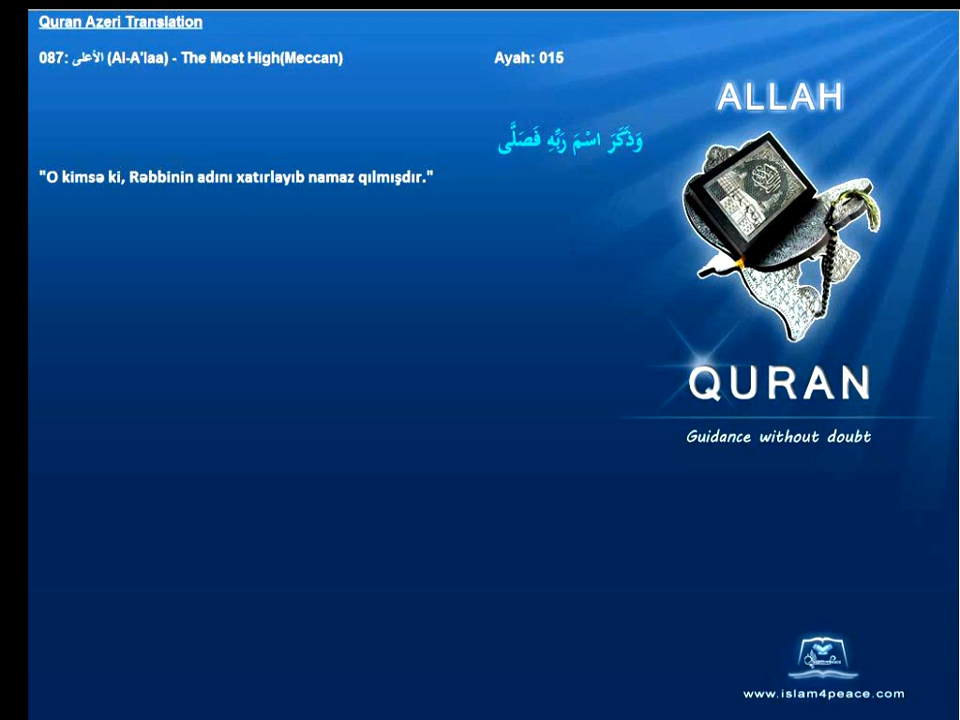 Quran Azeri Translation
087: الأعلى (Al-A'laa) - The Most High(Meccan) Ayah: 015
ALLAH
وَذَكَرَ اسْمَ رَبِّهِ فَصَلَّى
"O kimsə ki, Rəbbinin adını xatırlayıb namaz qılmışdır."
QURAN
Guidance without doubt
www.islam4peace.com